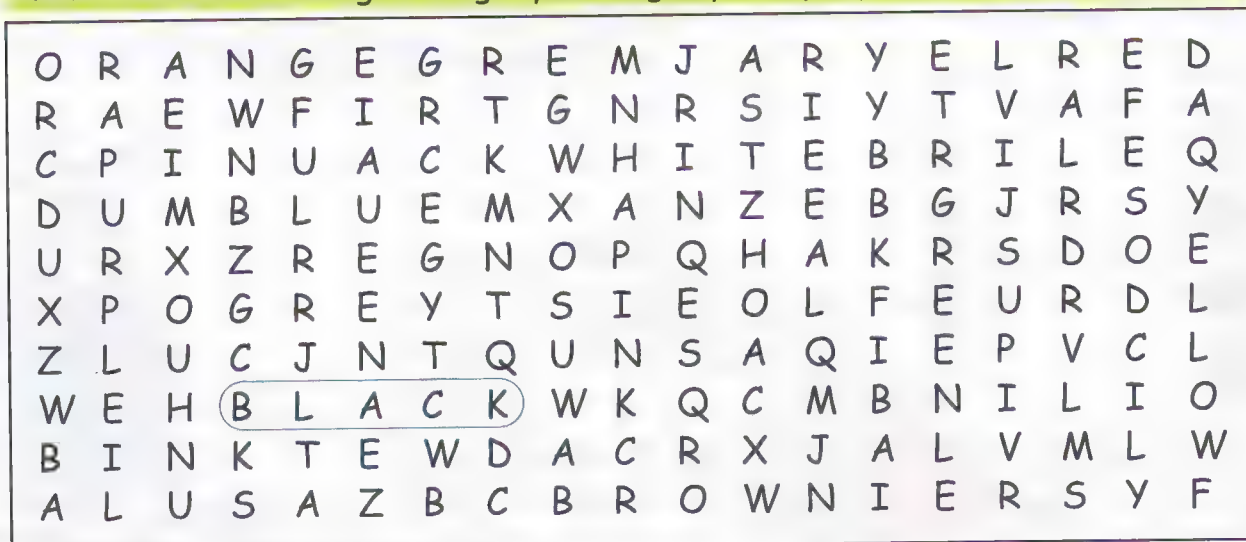 O R A N G E G R E M J A R Y E L R E D
R A E W F I R T G N R S I Y T V A F A
C P I N U A C K W H I T E B R I L E Q
D U M B L U E M X A N Z E B G J R S Y
U R X Z R E G N O P Q H A K R S D O E
X P O G R E Y T S I E O L F E U R D L
Z L U C J N T Q U N S A Q I E P V C L
W E H B L A C K W K Q C M B N I L I O
B I N K T E W D A C R X J A L V M L W
A L U S A Z B C B R O W N I E R S Y F